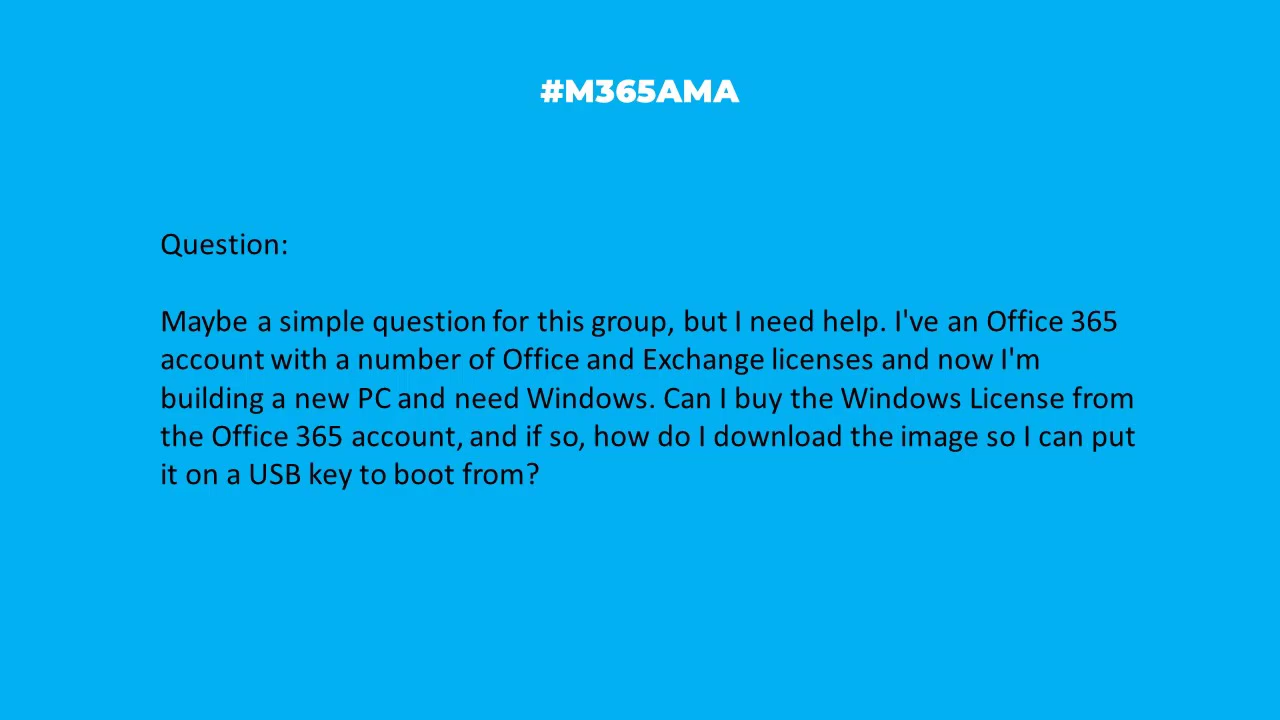 #M365AMA
Question:
Maybe a simple question for this group, but I need help. I've an Office 365
account with a number of Office and Exchange licenses and now I'm
building a new PC and need Windows. Can I buy the Windows License from
the Office 365 account, and if so, how do I download the image so I can put
it on a USB key to boot from?